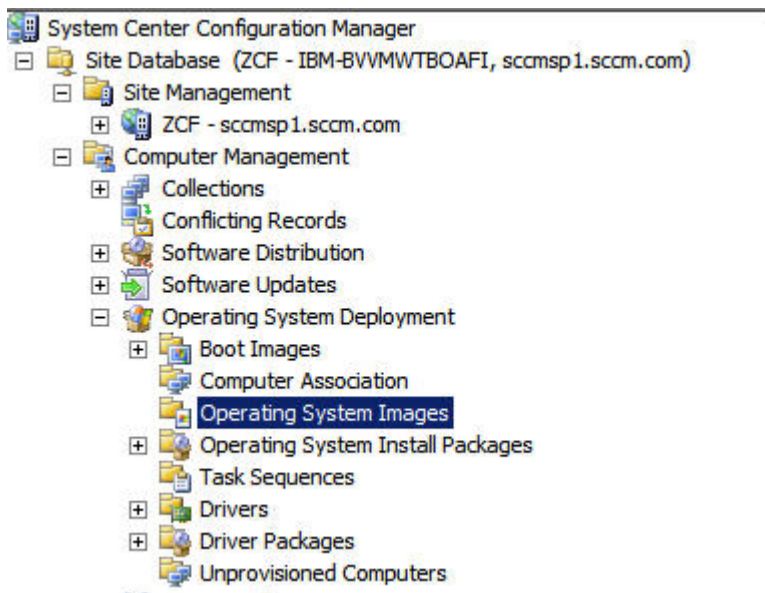 System Center Configuration Manager
Site Database (ZCF - IBM-BVVMWTBOAFI, sccmsp1.sccm.com)
Site Management
ZCF - sccmsp1.sccm.com
Computer Management
Collections
Conflicting Records
Software Distribution
Software Updates
Operating System Deployment
Boot Images
Computer Association
Operating System Images
Operating System Install Packages
Task Sequences
Drivers
Driver Packages
Unprovisioned Computers